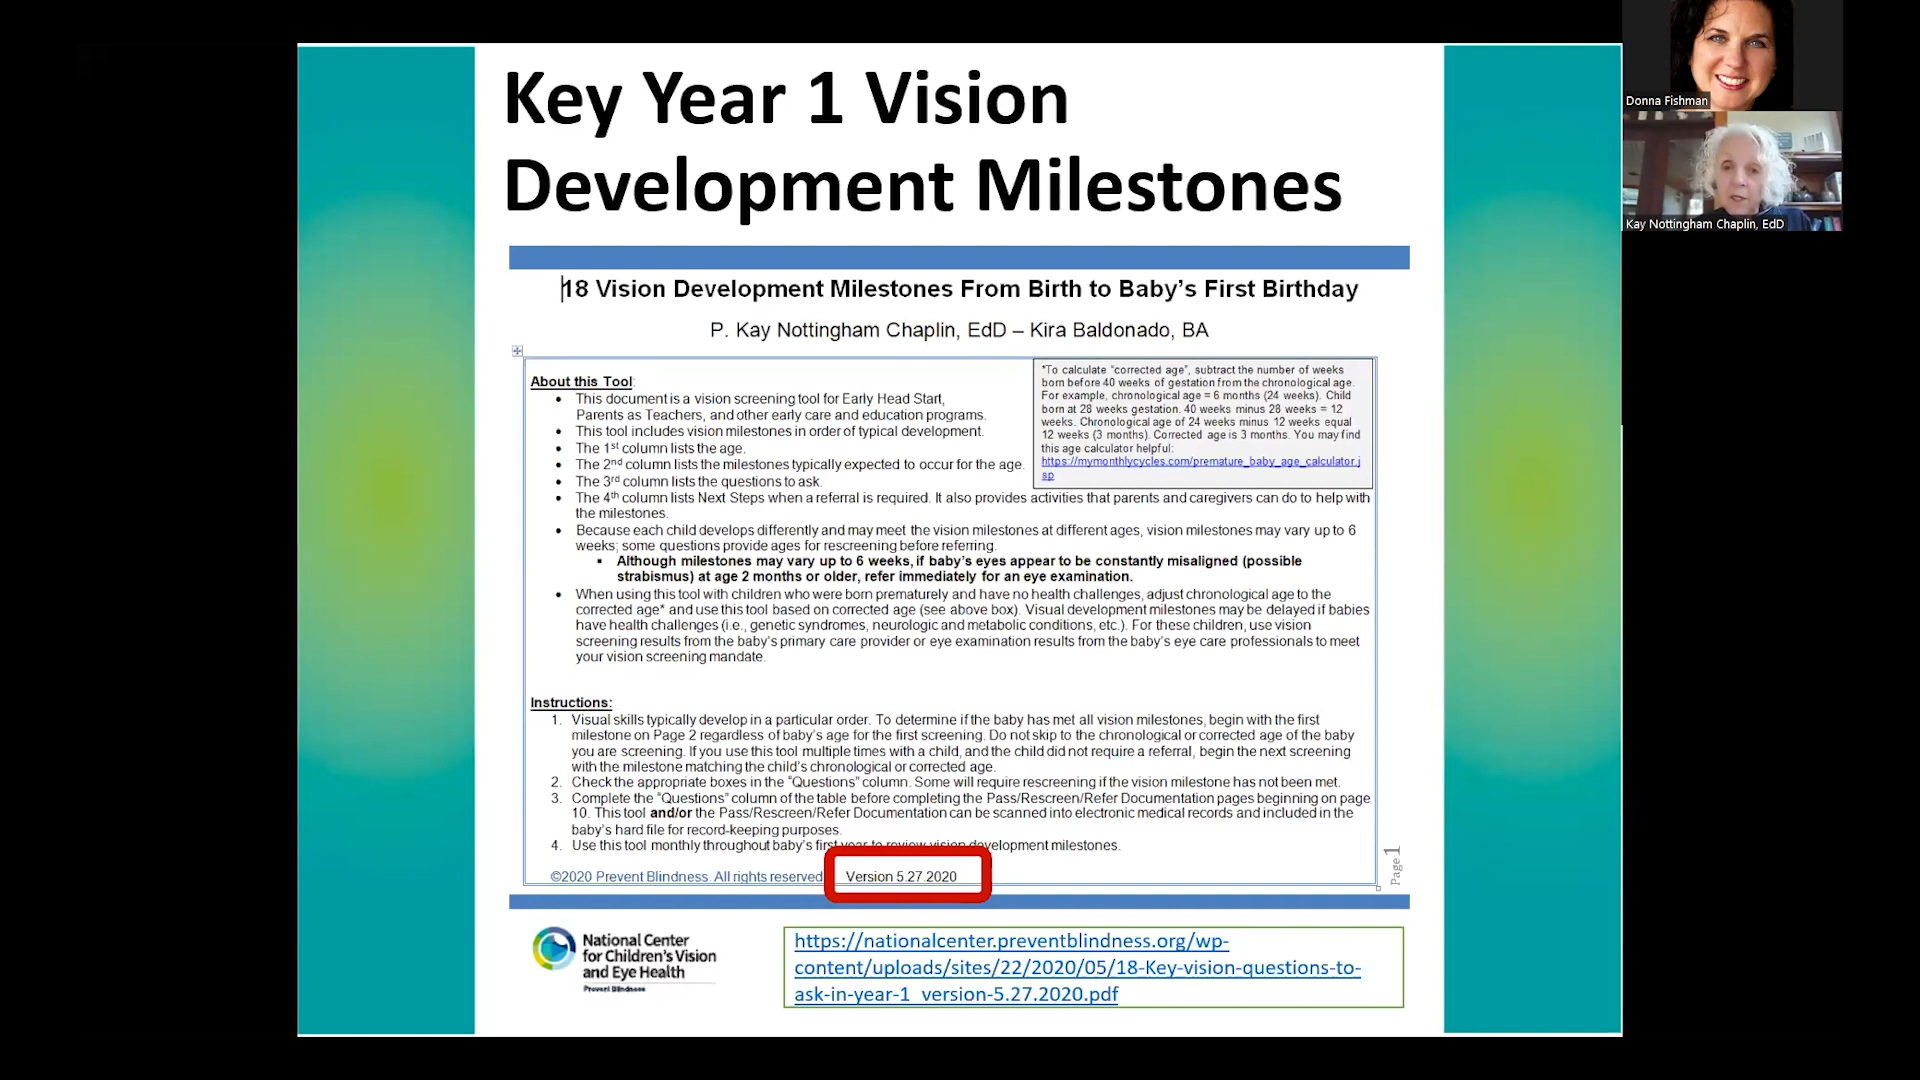 Key Year 1 Vision
Development Milestones
18 Vision Development Milestones From Birth to Baby's First Birthday
P. Kay Nottingham Chaplin, EdD – Kira Baldonado, BA
About this Tool:
• This document is a vision screening tool for Early Head Start,
Parents as Teachers, and other early care and education programs.
• This tool includes vision milestones in order of typical development.
• The 1st column lists the age.
• The 2nd column lists the milestones typically expected to occur for the age.
• The 3rd column lists the questions to ask.
• The 4th column lists Next Steps when a referral is required. It also provides activities that parents and caregivers can do to help with
the milestones.
• Because each child develops differently and may meet the vision milestones at different ages, vision milestones may vary up to 6
weeks; some questions provide ages for rescreening before referring.
▪ Although milestones may vary up to 6 weeks, if baby's eyes appear to be constantly misaligned (possible
strabismus) at age 2 months or older, refer immediately for an eye examination.
• When using this tool with children who were born prematurely and have no health challenges, adjust chronological age to the
corrected age* and use this tool based on corrected age (see above box). Visual development milestones may be delayed if babies
have health challenges (i.e., genetic syndromes, neurologic and metabolic conditions, etc.). For these children, use vision
screening results from the baby's primary care provider or eye examination results from the baby's eye care professionals to meet
your vision screening mandate.
*To calculate "corrected age", subtract the number of weeks
born before 40 weeks of gestation from the chronological age.
For example, chronological age = 6 months (24 weeks). Child
born at 28 weeks gestation. 40 weeks minus 28 weeks = 12
weeks. Chronological age of 24 weeks minus 12 weeks equal
12 weeks (3 months). Corrected age is 3 months. You may find
this age calculator helpful:
https://mymonthlycycles.com/premature_baby_age_calculator.j
sp
Instructions:
1. Visual skills typically develop in a particular order. To determine if the baby has met all vision milestones, begin with the first
milestone on Page 2 regardless of baby's age for the first screening. Do not skip to the chronological or corrected age of the baby
you are screening. If you use this tool multiple times with a child, and the child did not require a referral, begin the next screening
with the milestone matching the child's chronological or corrected age.
2. Check the appropriate boxes in the "Questions" column. Some will require rescreening if the vision milestone has not been met.
3. Complete the "Questions" column of the table before completing the Pass/Rescreen/Refer Documentation pages beginning on page
10. This tool and/or the Pass/Rescreen/Refer Documentation can be scanned into electronic medical records and included in the
baby's hard file for record-keeping purposes.
4. Use this tool monthly throughout baby's first year to review vision development milestones.
©2020 Prevent Blindness. All rights reserved Version 5.27.2020
Page 1
National Center
for Children's Vision
and Eye Health
Prevent Blindness
https://nationalcenter.preventblindness.org/wp-
content/uploads/sites/22/2020/05/18-Key-vision-questions-to-
ask-in-year-1_version-5.27.2020.pdf
Donna Fishman
Kay Nottingham Chaplin, EdD